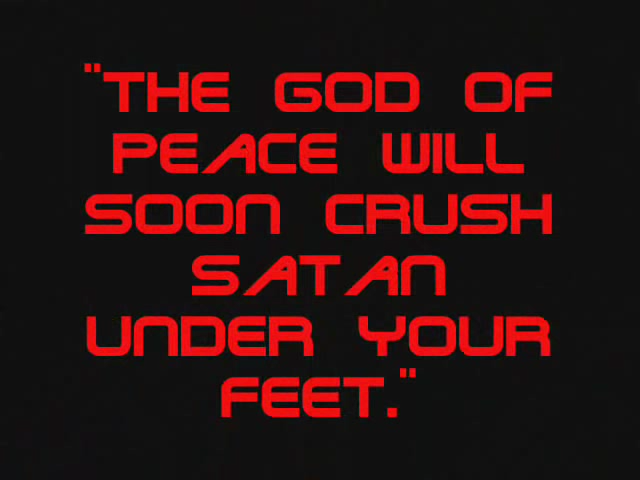 "THE GOD OF
PEACE WILL
SOON CRUSH
SATAN
UNDER YOUR
FEET."